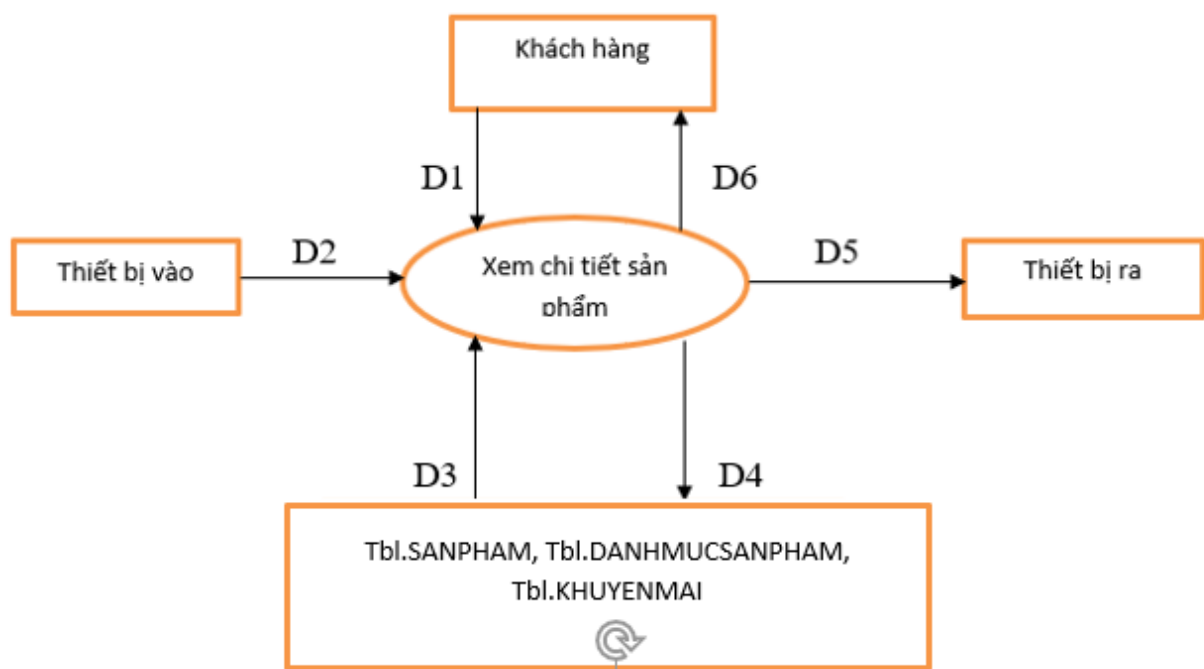 Khách hàng
D1
D6
Thiết bị vào
D2
Xem chi tiết sản
phẩm
D5
Thiết bị ra
D3
D4
Tbl.SANPHAM, Tbl.DANHMUCSANPHAM,
Tbl.KHUYENMAI